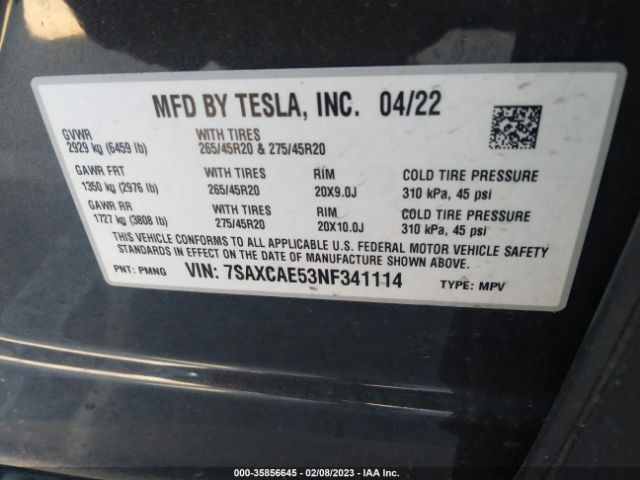 MFD BY TESLA, INC. 04/22
GVWR WITH TIRES
2929 kg (6459 lb) 265/45R20 & 275/45R20
GAWR FRT WITH TIRES RIM COLD TIRE PRESSURE
1350 kg (2976 lb) 265/45R20 20X9.0J 310 kPa, 45 psi
GAWR RR WITH TIRES RIM COLD TIRE PRESSURE
1727 kg (3808 lb) 275/45R20 20X10.0J 310 kPa, 45 psi
THIS VEHICLE CONFORMS TO ALL APPLICABLE U.S. FEDERAL MOTOR VEHICLE SAFETY
STANDARDS IN EFFECT ON THE DATE OF MANUFACTURE SHOWN ABOVE.
PNT: PMNG VIN: 7SAXCAE53NF341114 TYPE: MPV
000-35856645 - 02/08/2023 - IAA Inc.